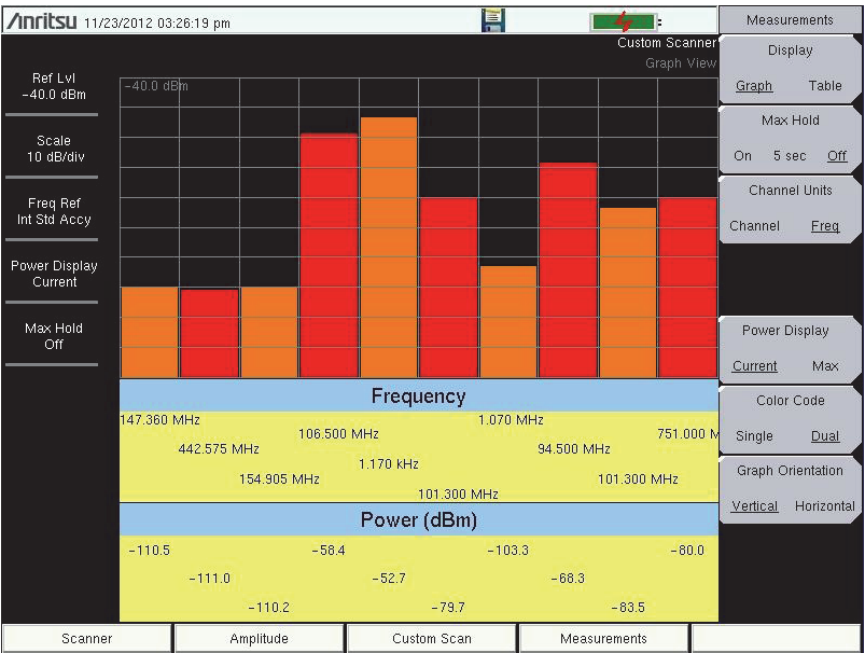 Anritsu 11/23/2012 03:26:19 pm
Custom Scanner
Graph View
Ref Lvl
-40.0 dBm
Scale
10 dB/div
Freq Ref
Int Std Accy
Power Display
Current
Max Hold
Off
-40.0 dBm
Frequency
147.360 MHz
442.575 MHz
154.905 MHz
106.500 MHz
1.170 kHz
101.300 MHz
1.070 MHz
94.500 MHz
101.300 MHz
751.000 M
Power (dBm)
-110.5
-111.0
-110.2
-58.4
-52.7
-79.7
-103.3
-68.3
-83.5
-80.0
Measurements
Display
Graph Table
Max Hold
On 5 sec Off
Channel Units
Channel Freq
Power Display
Current Max
Color Code
Single Dual
Graph Orientation
Vertical Horizontal
Scanner Amplitude Custom Scan Measurements